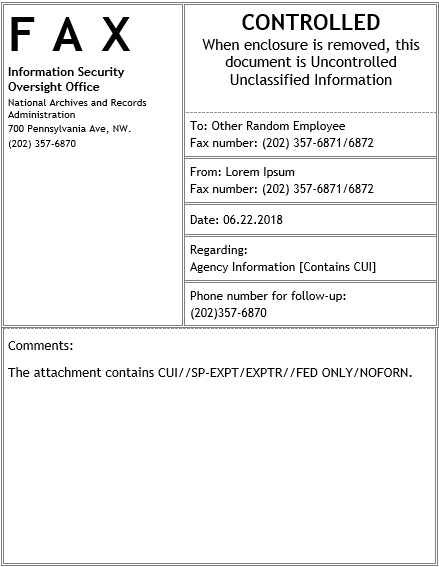 FAX
Information Security
Oversight Office
National Archives and Records
Administration
700 Pennsylvania Ave, NW.
(202) 357-6870
CONTROLLED
When enclosure is removed, this
document is Uncontrolled
Unclassified Information
To: Other Random Employee
Fax number: (202) 357-6871/6872
From: Lorem Ipsum
Fax number: (202) 357-6871/6872
Date: 06.22.2018
Regarding:
Agency Information [Contains CUI]
Phone number for follow-up:
(202)357-6870
Comments:
The attachment contains CUI//SP-EXPT/EXPTR//FED ONLY/NOFORN.